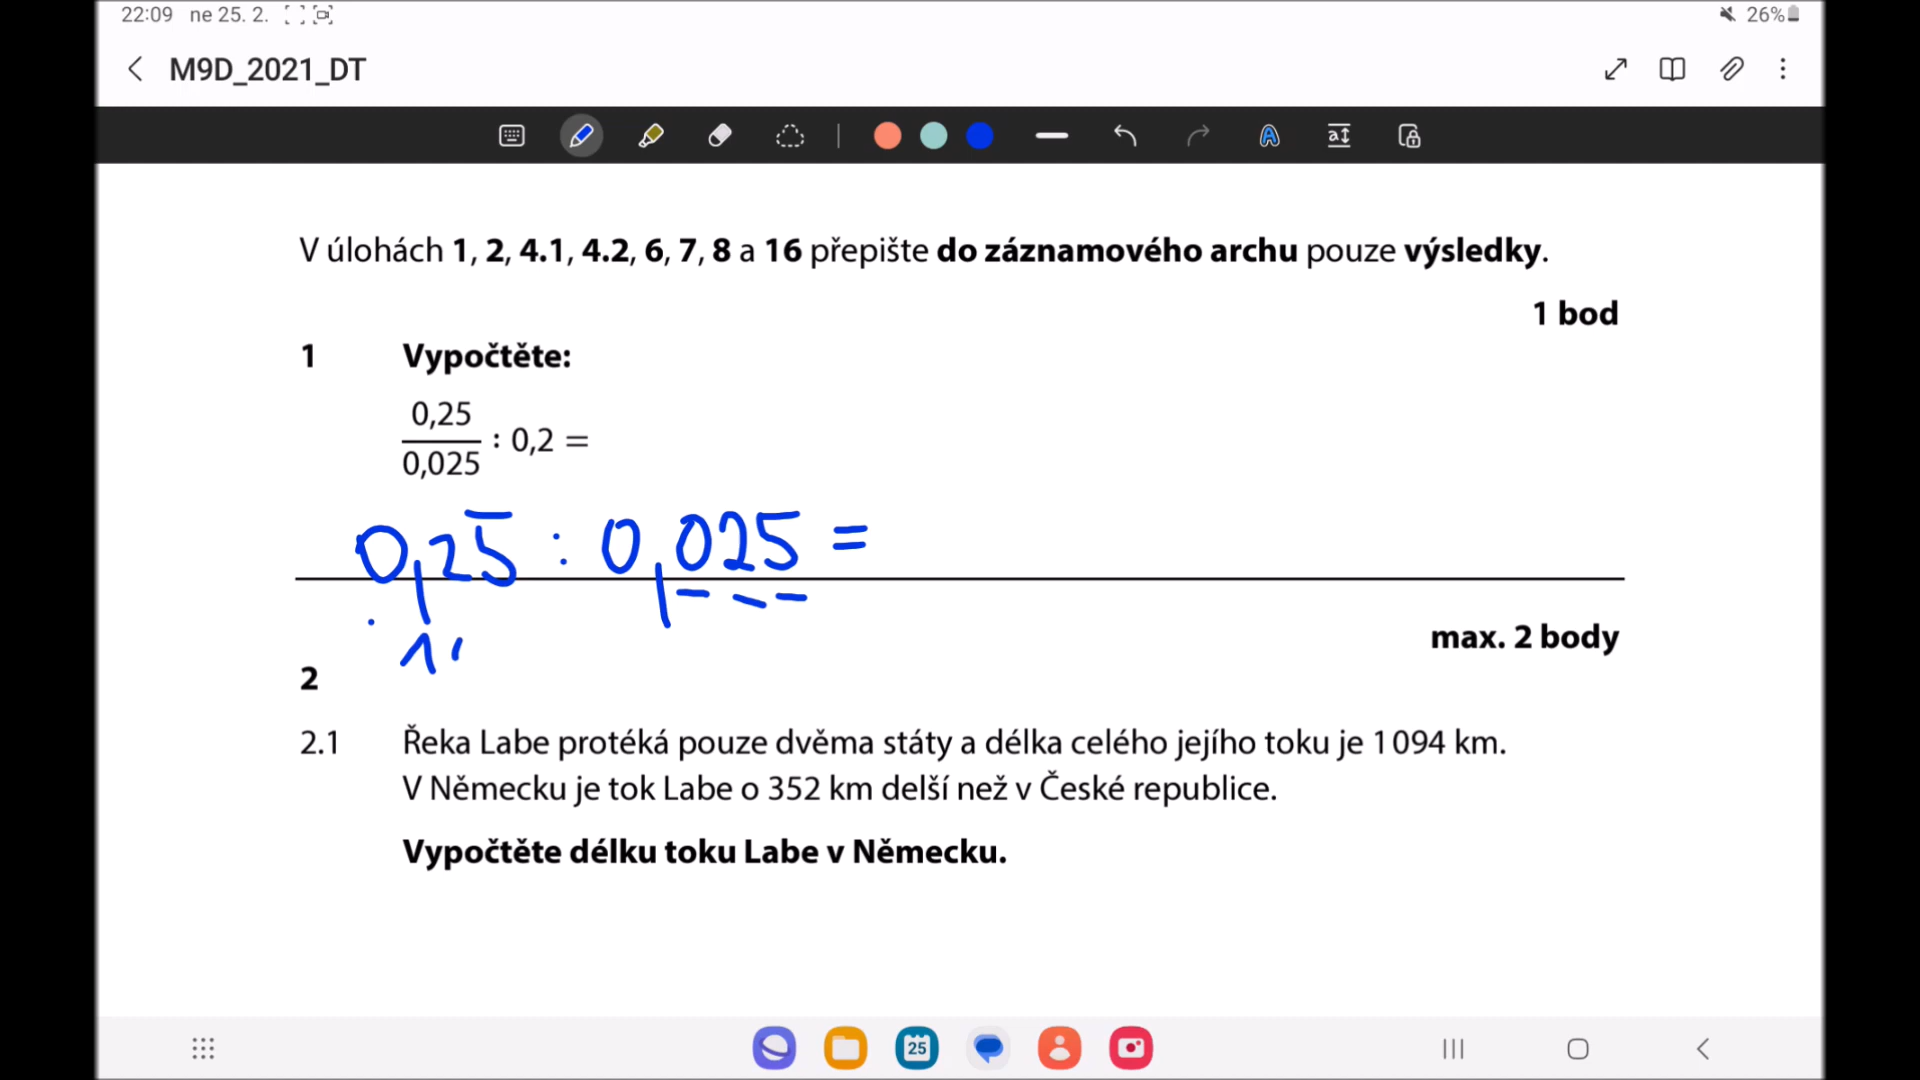 22:09 ne 25. 2.
26%
M9D_2021_DT
V úlohách 1, 2, 4.1, 4.2, 6, 7, 8 a 16 přepište do záznamového archu pouze výsledky.
1 bod
1 Vypočtěte:
0,25
0,025 : 0,2 =
0,25 : 0,025 =
max. 2 body
2
2.1 Řeka Labe protéká pouze dvěma státy a délka celého jejího toku je 1 094 km.
V Německu je tok Labe o 352 km delší než v České republice.
Vypočtěte délku toku Labe v Německu.
25